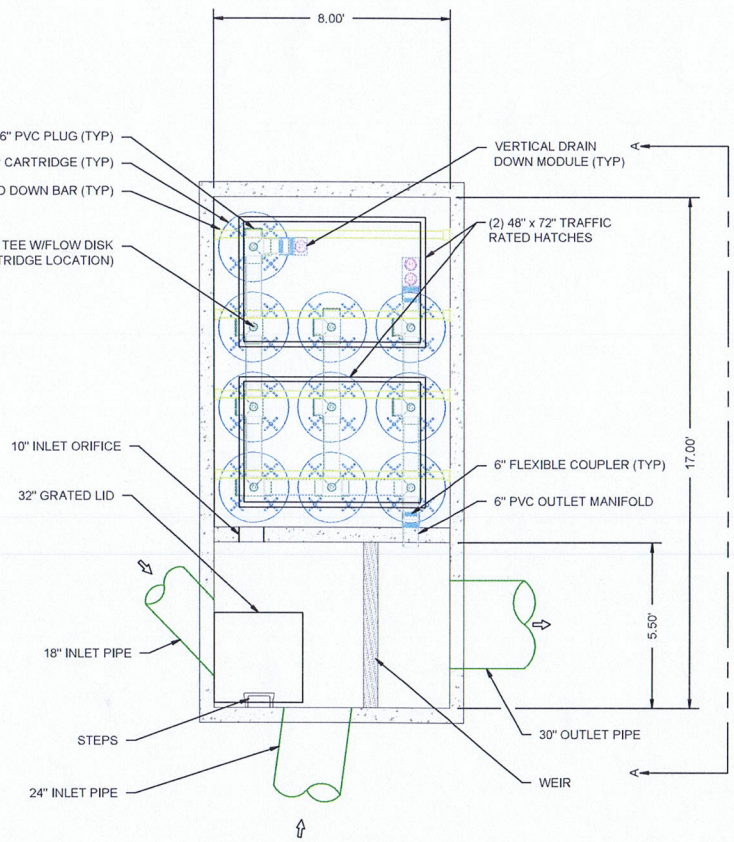 8.00'
6" PVC PLUG (TYP)
CARTRIDGE (TYP)
DOWN BAR (TYP)
TEE W/FLOW DISK
LOCATION)
VERTICAL DRAIN
DOWN MODULE (TYP)
A
(2) 48" x 72" TRAFFIC
RATED HATCHES
10" INLET ORIFICE
32" GRATED LID
6" FLEXIBLE COUPLER (TYP)
6" PVC OUTLET MANIFOLD
17.00'
5.50'
18" INLET PIPE
STEPS
24" INLET PIPE
30" OUTLET PIPE
WEIR
A